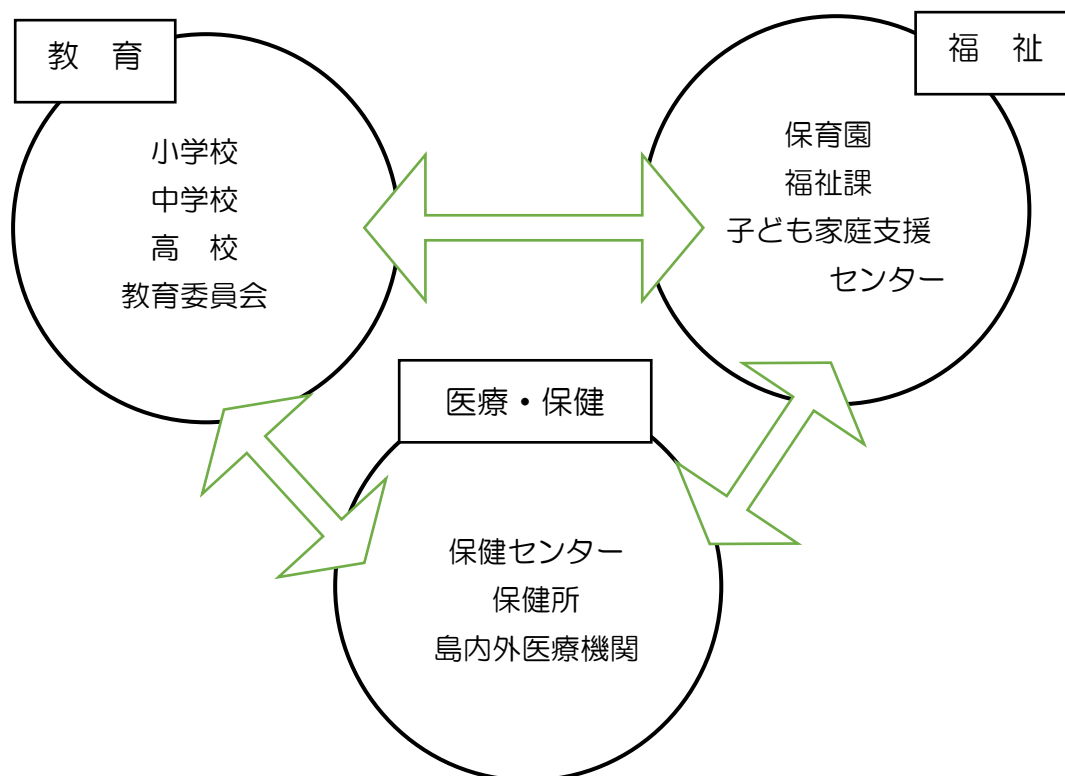 教　育
小学校
中学校
高　校
教育委員会
福　祉
保育園
福祉課
子ども家庭支援
センター
医療・保健
保健センター
保健所
島内外医療機関